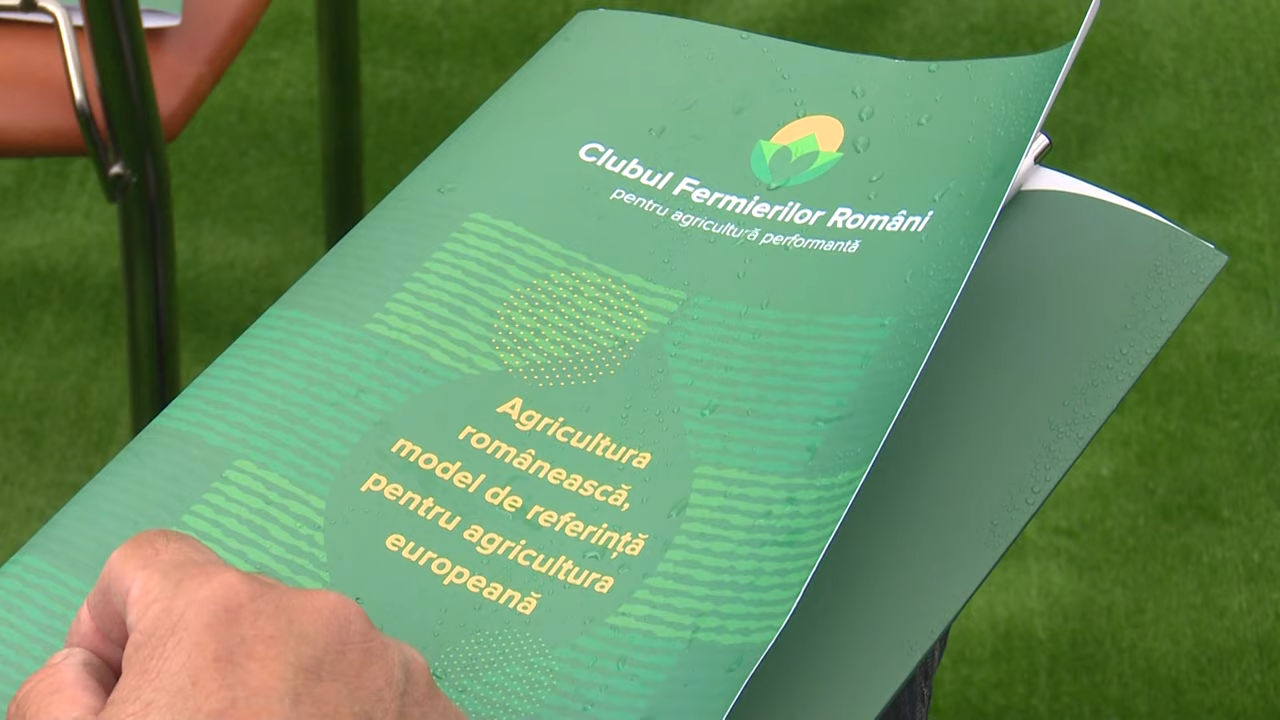 Clubul Fermierilor Români
pentru agricultură performantă
Agricultura
românească,
model de referință
pentru agricultura
europeană